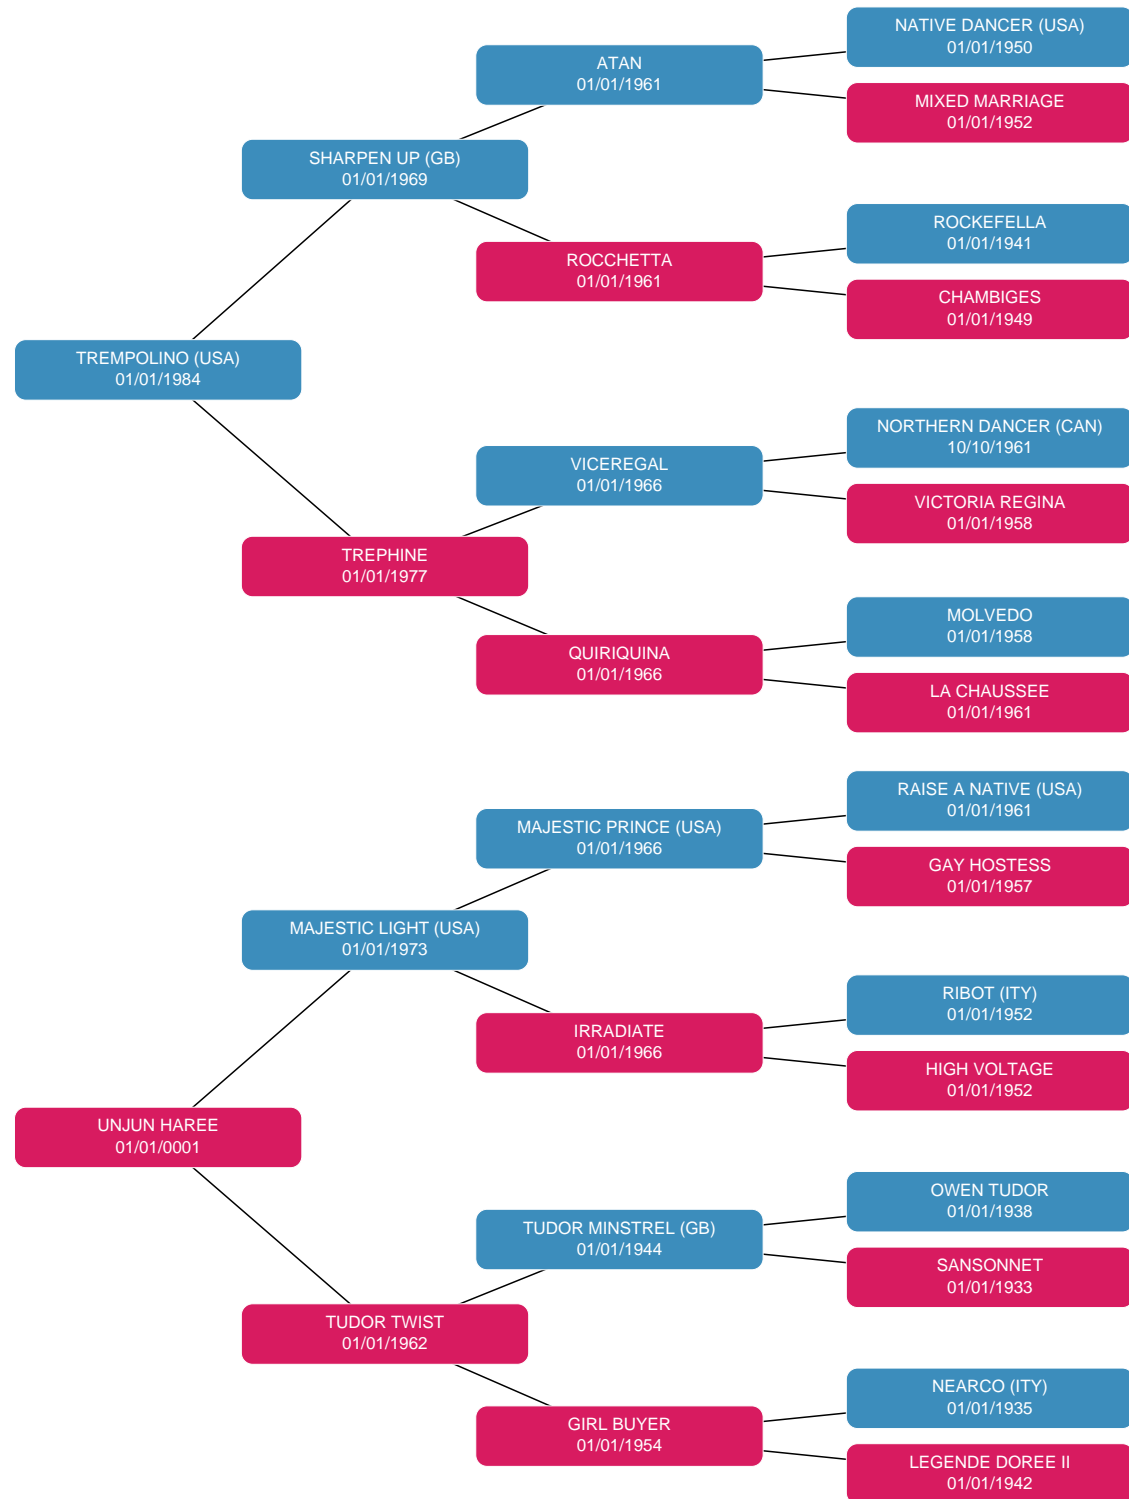 NATIVE DANCER (USA)
01/01/1950
ATAN
01/01/1961
MIXED MARRIAGE
01/01/1952
SHARPEN UP (GB)
01/01/1969
ROCKEFELLA
01/01/1941
ROCCHETTA
01/01/1961
CHAMBIGES
01/01/1949
TREMPOLINO (USA)
01/01/1984
NORTHERN DANCER (CAN)
10/10/1961
VICEREGAL
01/01/1966
VICTORIA REGINA
01/01/1958
TREPHINE
01/01/1977
MOLVEDO
01/01/1958
QUIRIQUINA
01/01/1966
LA CHAUSSEE
01/01/1961
RAISE A NATIVE (USA)
01/01/1961
MAJESTIC PRINCE (USA)
01/01/1966
GAY HOSTESS
01/01/1957
MAJESTIC LIGHT (USA)
01/01/1973
RIBOT (ITY)
01/01/1952
IRRADIATE
01/01/1966
HIGH VOLTAGE
01/01/1952
UNJUN HAREE
01/01/0001
OWEN TUDOR
01/01/1938
TUDOR MINSTREL (GB)
01/01/1944
SANSONNET
01/01/1933
TUDOR TWIST
01/01/1962
NEARCO (ITY)
01/01/1935
GIRL BUYER
01/01/1954
LEGENDE DOREE II
01/01/1942